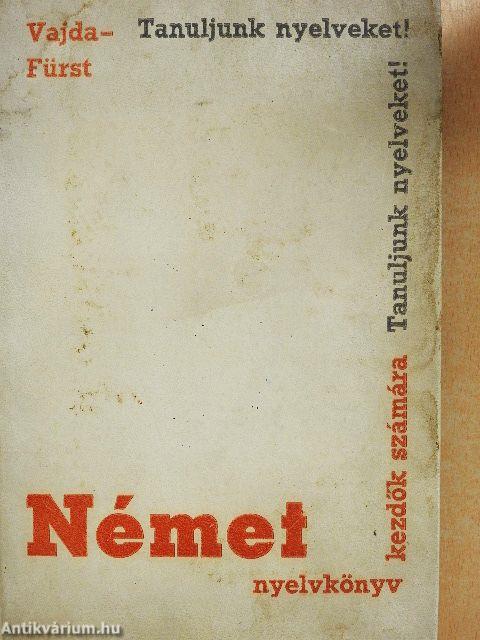 Vajda-
Fürst
Tanuljunk nyelveket!
Tanuljunk nyelveket!
Német
nyelvkönyv
kezdők számára
Antikvárium.hu